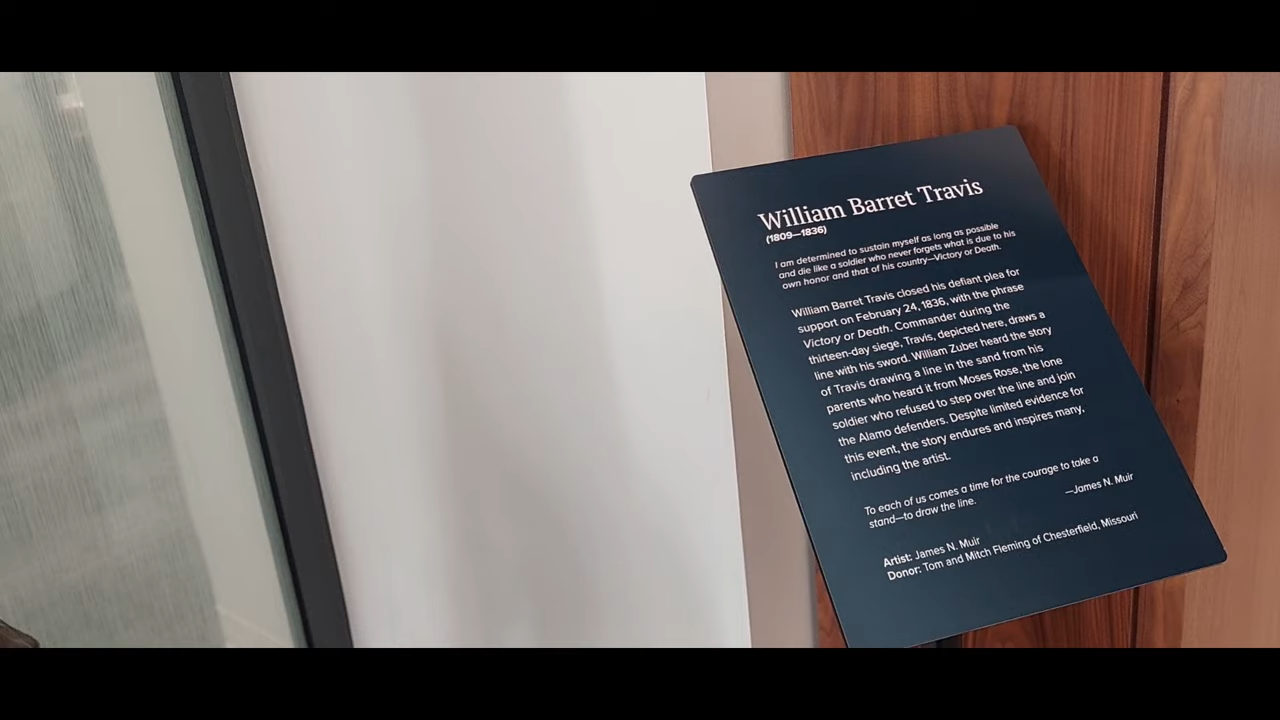 William Barret Travis
(1809—1836)
I am determined to sustain myself as long as possible
and die like a soldier who never forgets what is due to his
own honor and that of his country—Victory or Death.
William Barret Travis closed his defiant plea for
support on February 24, 1836, with the phrase
Victory or Death. Commander during the
thirteen-day siege, Travis, depicted here, draws a
line with his sword. William Zuber heard the story
of Travis drawing a line in the sand from his
parents who heard it from Moses Rose, the lone
soldier who refused to step over the line and join
the Alamo defenders. Despite limited evidence for
this event, the story endures and inspires many,
including the artist.
To each of us comes a time for the courage to take a
stand—to draw the line.
—James N. Muir
Artist: James N. Muir
Donor: Tom and Mitch Fleming of Chesterfield, Missouri